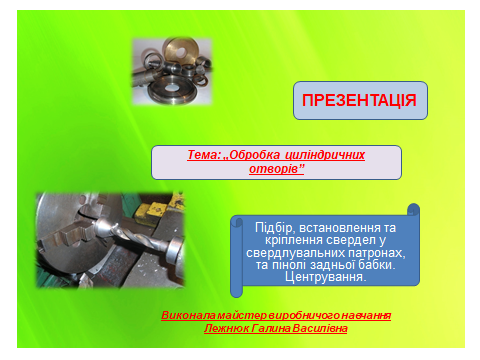 ПРЕЗЕНТАЦІЯ
Тема: „Обробка циліндричних
отворів”
Підбір, встановлення та
кріплення свердел у
свердлувальних патронах,
та пінолі задньої бабки.
Центрування.
Виконала майстер виробничого навчання
Лежнюк Галина Василівна